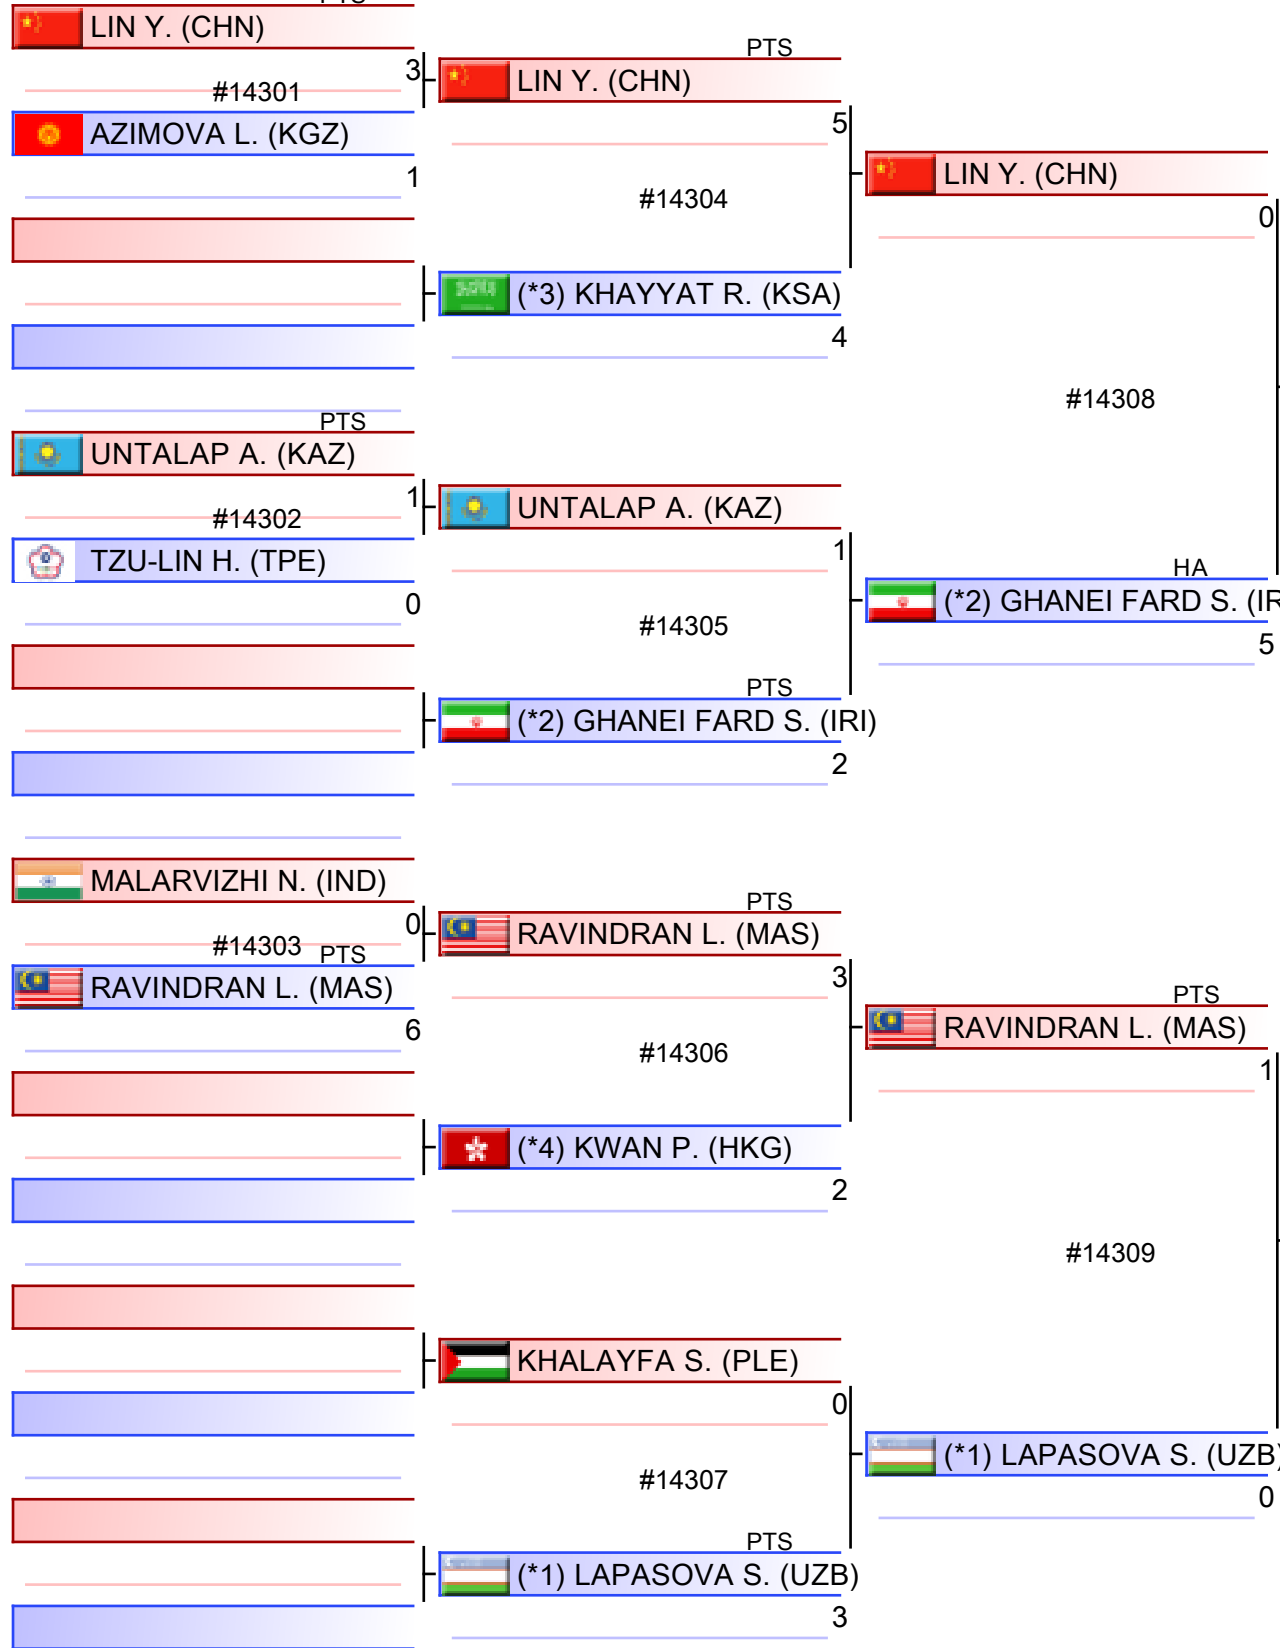 PTS
LIN Y. (CHN)
3
#14301
AZIMOVA L. (KGZ)
1
PTS
UNTALAP A. (KAZ)
1
#14302
TZU-LIN H. (TPE)
0
MALARVIZHI N. (IND)
0
#14303
PTS
RAVINDRAN L. (MAS)
6
PTS
LIN Y. (CHN)
5
#14304
(*3) KHAYYAT R. (KSA)
4
UNTALAP A. (KAZ)
1
#14305
PTS
(*2) GHANEI FARD S. (IRI)
2
PTS
RAVINDRAN L. (MAS)
3
#14306
(*4) KWAN P. (HKG)
2
KHALAYFA S. (PLE)
0
#14307
PTS
(*1) LAPASOVA S. (UZB)
3
LIN Y. (CHN)
0
#14308
HA
(*2) GHANEI FARD S. (IR
5
PTS
RAVINDRAN L. (MAS)
1
#14309
(*1) LAPASOVA S. (UZB)
0